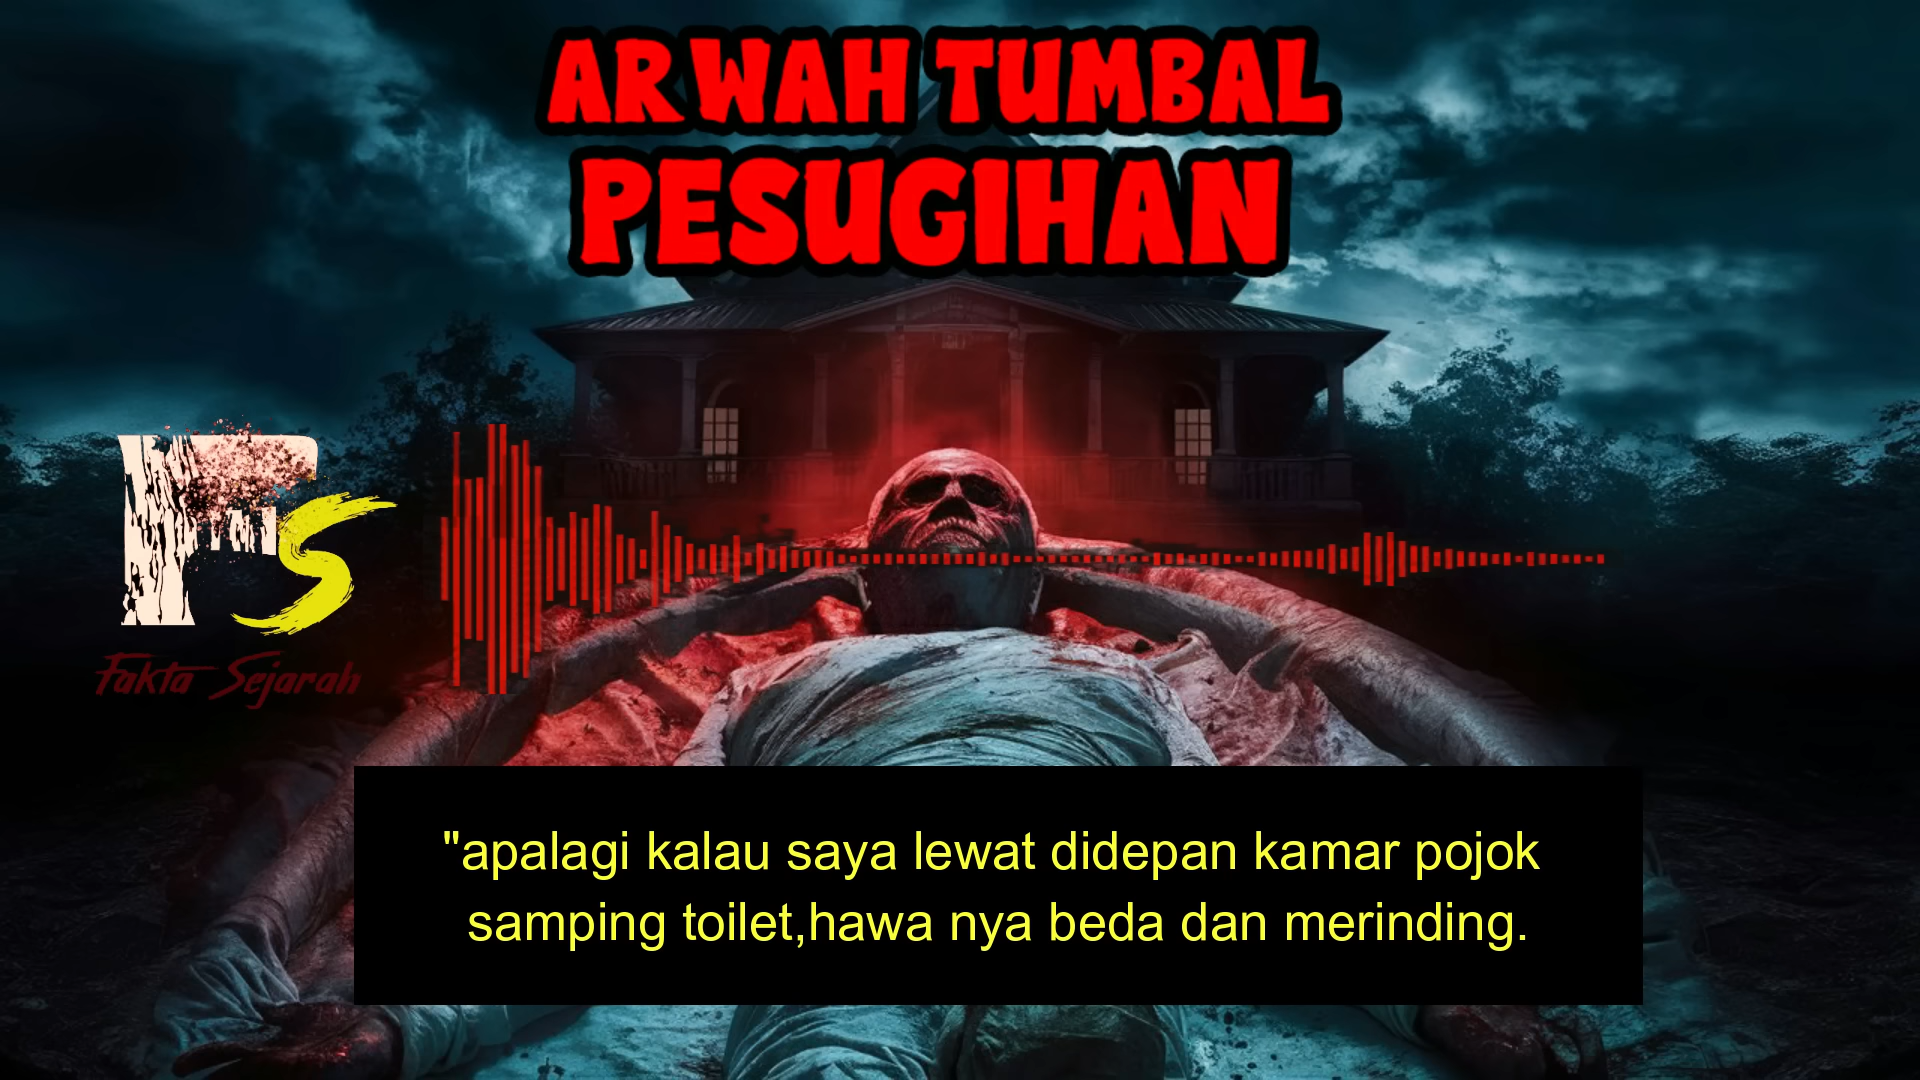 ARWAH TUMBAL
PESUGIHAN
FS
Fakta Sejarah
"apalagi kalau saya lewat didepan kamar pojok
samping toilet,hawa nya beda dan merinding.